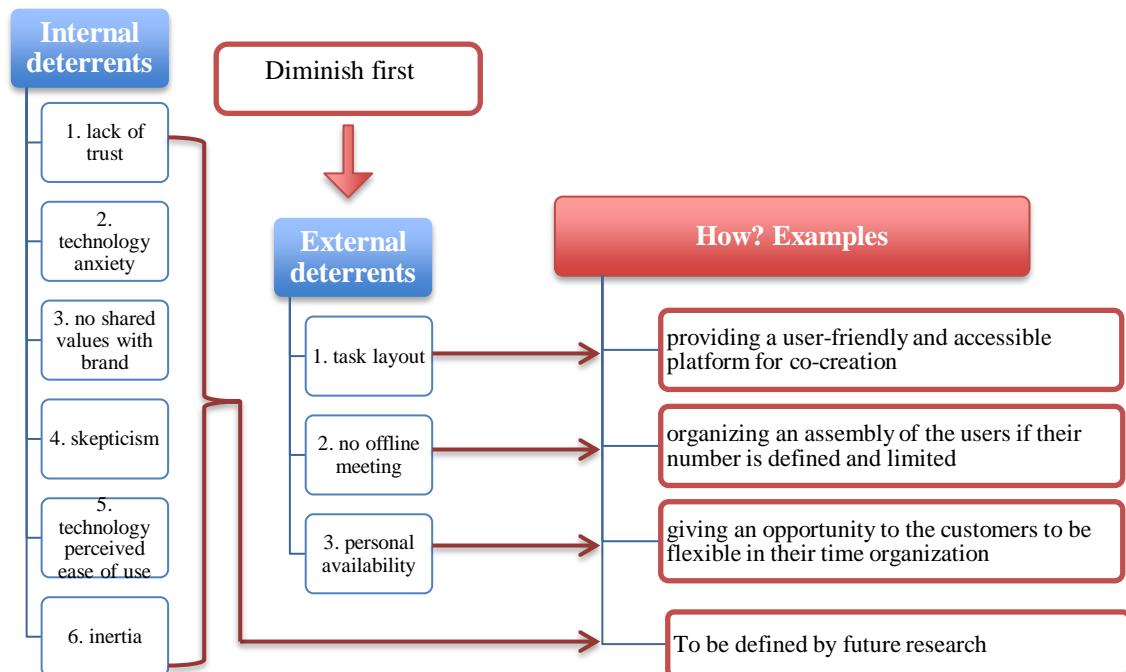 Internal
deterrents
1. lack of
trust
2.
technology
anxiety
3. no shared
values with
brand
4. skepticism
5.
technology
perceived
ease of use
6. inertia
Diminish first
External
deterrents
1. task layout
2. no offline
meeting
3. personal
availability
How? Examples
providing a user-friendly and accessible
platform for co-creation
organizing an assembly of the users if their
number is defined and limited
giving an opportunity to the customers to be
flexible in their time organization
To be defined by future research